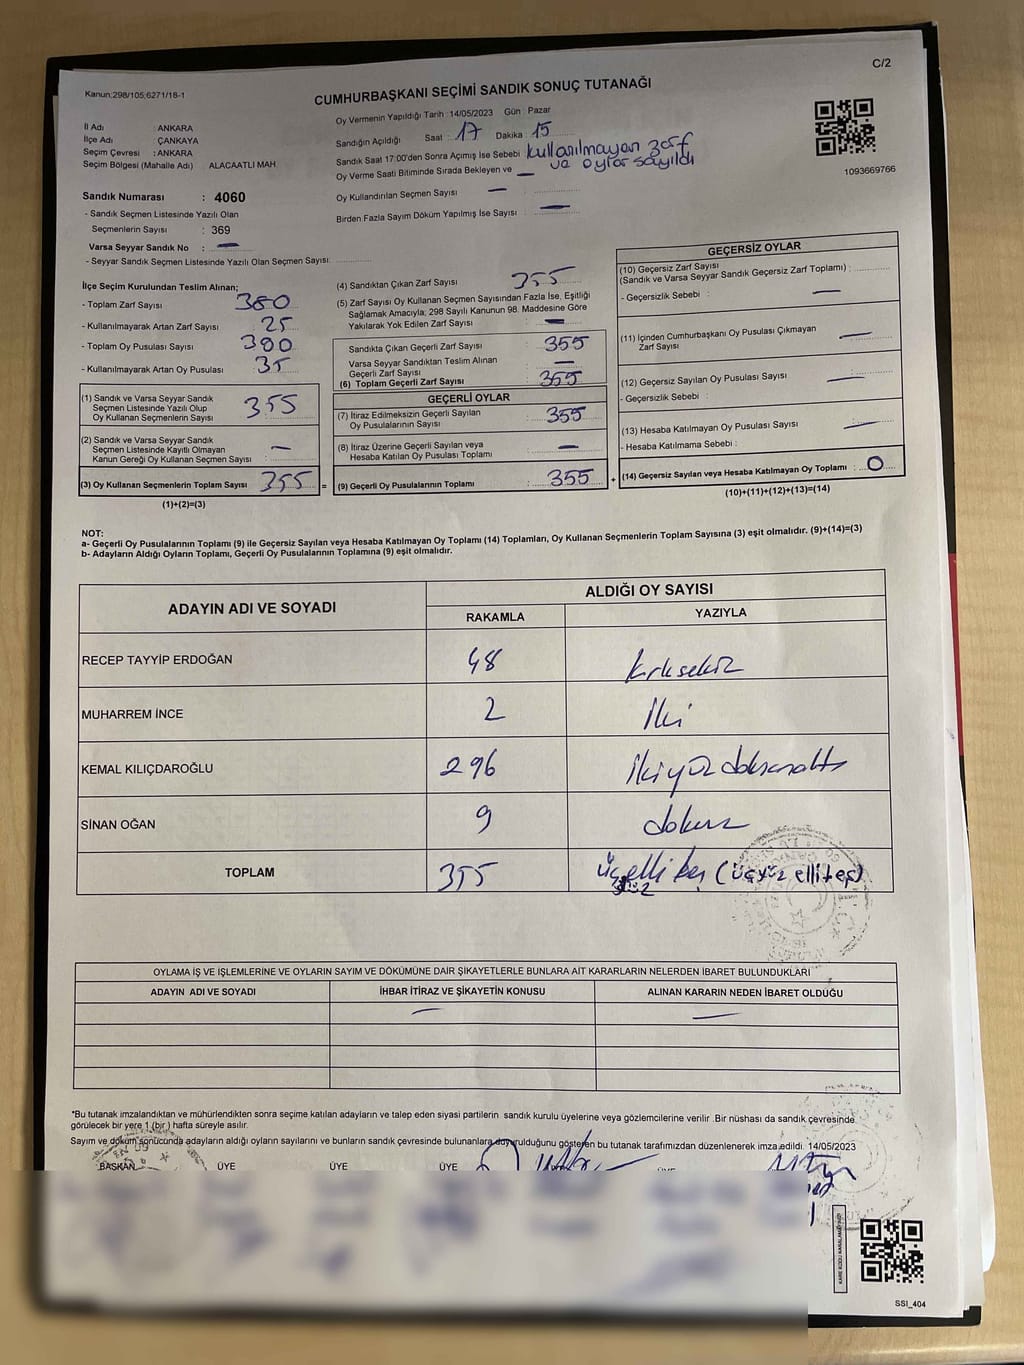 C/2
Kanun:298/105;6271/18-1
CUMHURBAŞKANI SEÇİMİ SANDIK SONUÇ TUTANAĞI
İl Adı : ANKARA
İlçe Adı : ÇANKAYA
Seçim Çevresi : ANKARA
Seçim Bölgesi (Mahalle Adı) ALACAATLI MAH.
Sandık Numarası : 4060
- Sandık Seçmen Listesinde Yazılı Olan
Seçmenlerin Sayısı : 369
Varsa Seyyar Sandık No : —
- Seyyar Sandık Seçmen Listesinde Yazılı Olan Seçmen Sayısı:
Oy Vermenin Yapıldığı Tarih : 14/05/2023 Gün : Pazar
Sandığın Açıldığı Saat : 17 Dakika : 15
Sandık Saat 17:00'den Sonra Açımış İse Sebebi kullanılmayan zarf
ve oylar sayıldı
Oy Verme Saati Bitiminde Sırada Bekleyen ve —
Oy Kullandırılan Seçmen Sayısı —
Birden Fazla Sayım Döküm Yapılmış İse Sayısı : —
1093669766
İlçe Seçim Kurulundan Teslim Alınan;
- Toplam Zarf Sayısı : 380
- Kullanılmayarak Artan Zarf Sayısı : 25
- Toplam Oy Pusulası Sayısı : 390
- Kullanılmayarak Artan Oy Pusulası : 35
(1) Sandık ve Varsa Seyyar Sandık
Seçmen Listesinde Yazılı Olup
Oy Kullanan Seçmenlerin Sayısı : 355
(2) Sandık ve Varsa Seyyar Sandık
Seçmen Listesinde Kayıtlı Olmayan
Kanun Gereği Oy Kullanan Seçmen Sayısı : —
(3) Oy Kullanan Seçmenlerin Toplam Sayısı : 355 =
(1)+(2)=(3)
(4) Sandıktan Çıkan Zarf Sayısı : 355
(5) Zarf Sayısı Oy Kullanan Seçmen Sayısından Fazla İse, Eşitliği
Sağlamak Amacıyla; 298 Sayılı Kanunun 98. Maddesine Göre
Yakılarak Yok Edilen Zarf Sayısı : —
Sandıkta Çıkan Geçerli Zarf Sayısı : 355
Varsa Seyyar Sandıktan Teslim Alınan
Geçerli Zarf Sayısı : —
(6) Toplam Geçerli Zarf Sayısı : 355
GEÇERLİ OYLAR
(7) İtiraz Edilmeksizin Geçerli Sayılan
Oy Pusulalarının Sayısı : 355
(8) İtiraz Üzerine Geçerli Sayılan veya
Hesaba Katılan Oy Pusulası Toplamı : —
(9) Geçerli Oy Pusulalarının Toplamı : 355 +
GEÇERSİZ OYLAR
(10) Geçersiz Zarf Sayısı
(Sandık ve Varsa Seyyar Sandık Geçersiz Zarf Toplamı) :
- Geçersizlik Sebebi : —
(11) İçinden Cumhurbaşkanı Oy Pusulası Çıkmayan
Zarf Sayısı : —
(12) Geçersiz Sayılan Oy Pusulası Sayısı : —
- Geçersizlik Sebebi :
(13) Hesaba Katılmayan Oy Pusulası Sayısı : —
- Hesaba Katılmama Sebebi :
(14) Geçersiz Sayılan veya Hesaba Katılmayan Oy Toplamı : 0
(10)+(11)+(12)+(13)=(14)
NOT:
a- Geçerli Oy Pusulalarının Toplamı (9) ile Geçersiz Sayılan veya Hesaba Katılmayan Oy Toplamı (14) Toplamları, Oy Kullanan Seçmenlerin Toplam Sayısına (3) eşit olmalıdır. (9)+(14)=(3)
b- Adayların Aldığı Oyların Toplamı, Geçerli Oy Pusulalarının Toplamına (9) eşit olmalıdır.
ADAYIN ADI VE SOYADI
ALDIĞI OY SAYISI
RAKAMLA YAZIYLA
RECEP TAYYİP ERDOĞAN 48 kırksekiz
MUHARREM İNCE 2 İki
KEMAL KILIÇDAROĞLU 296 ikiyüzdoksanaltı
SİNAN OĞAN 9 dokuz
TOPLAM 355 üç elli beş (üçyüz ellibeş)
OYLAMA İŞ VE İŞLEMLERİNE VE OYLARIN SAYIM VE DÖKÜMÜNE DAİR ŞİKAYETLERLE BUNLARA AİT KARARLARIN NELERDEN İBARET BULUNDUKLARI
ADAYIN ADI VE SOYADI İHBAR İTİRAZ VE ŞİKAYETİN KONUSU ALINAN KARARIN NEDEN İBARET OLDUĞU
— —
*Bu tutanak imzalandıktan ve mühürlendikten sonra seçime katılan adayların ve talep eden siyasi partilerin sandık kurulu üyelerine veya gözlemcilerine verilir .Bir nüshası da sandık çevresinde
görülecek bir yere 1 (bir ) hafta süreyle asılır.
Sayım ve döküm sonucunda adayların aldığı oyların sayılarını ve bunların sandık çevresinde bulunanlara duyurulduğunu gösteren bu tutanak tarafımızdan düzenlenerek imza edildi. 14/05/2023
BAŞKAN ÜYE ÜYE ÜYE
SSI_404